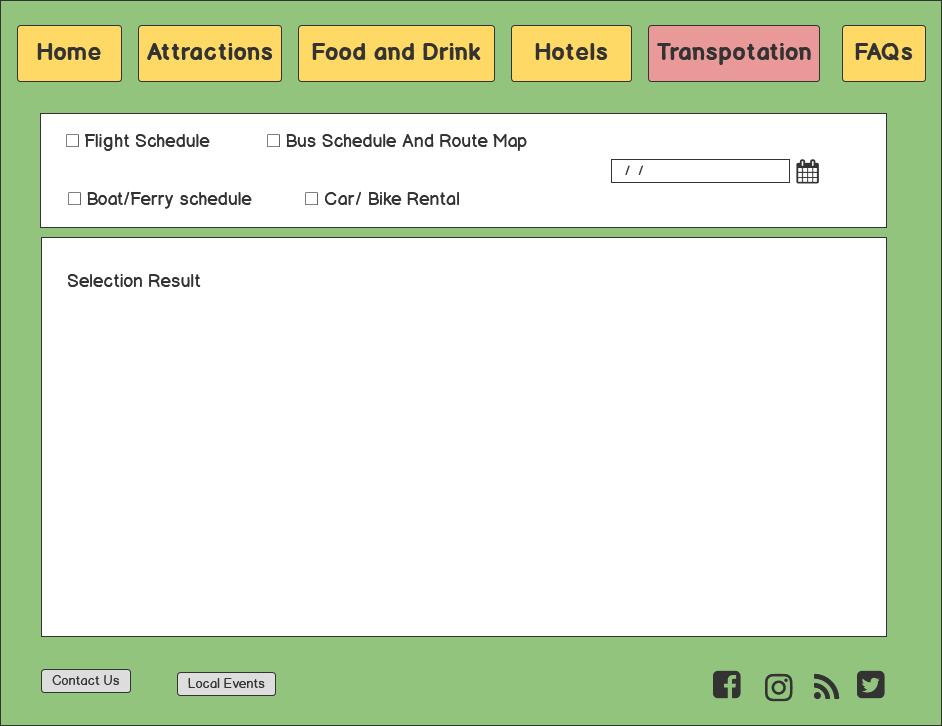 Home Attractions Food and Drink Hotels Transpotation FAQs
Flight Schedule Bus Schedule And Route Map
/ /
Boat/Ferry schedule Car/ Bike Rental
Selection Result
Contact Us Local Events